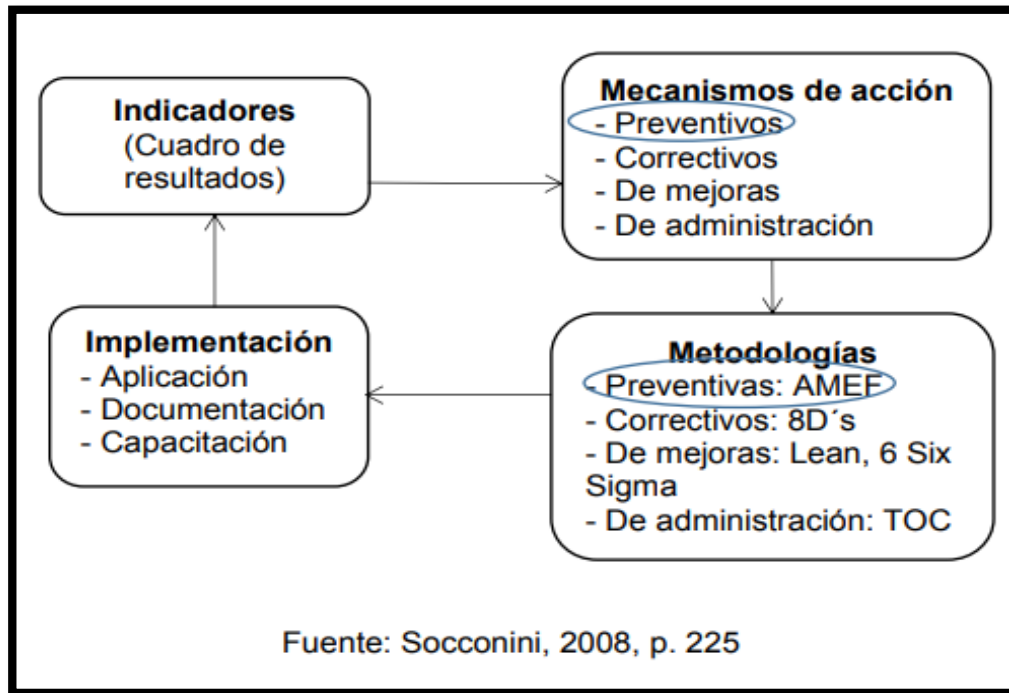 Indicadores
(Cuadro de
resultados)
Mecanismos de acción
- Preventivos
- Correctivos
- De mejoras
- De administración
Metodologías
- Preventivas: AMEF
- Correctivos: 8D´s
- De mejoras: Lean, 6 Six
Sigma
- De administración: TOC
Implementación
- Aplicación
- Documentación
- Capacitación
Fuente: Socconini, 2008, p. 225